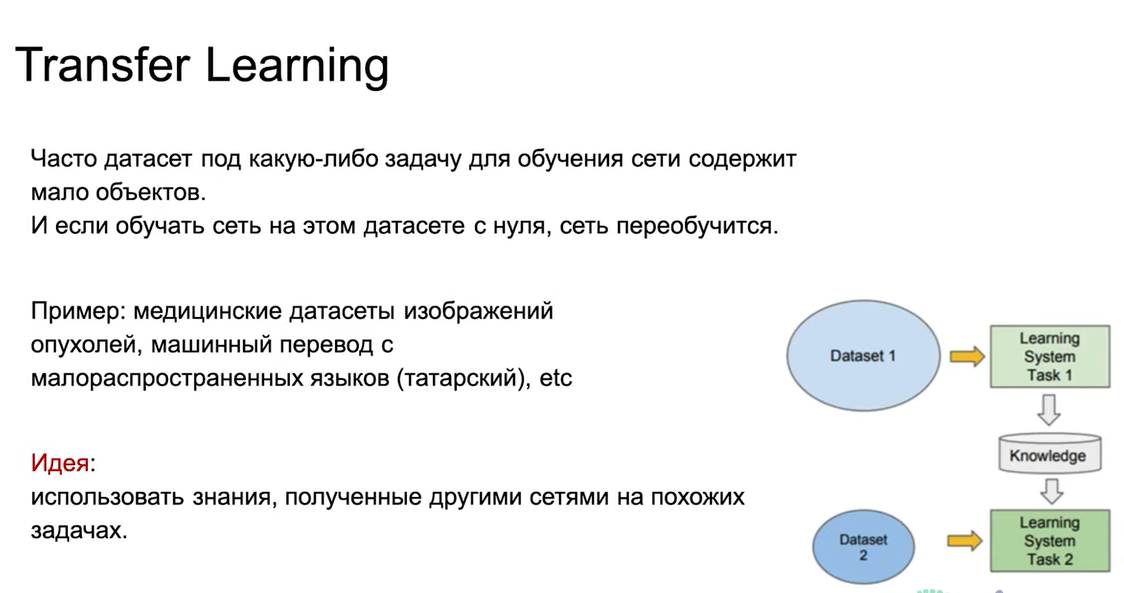 Transfer Learning
Часто датасет под какую-либо задачу для обучения сети содержит
мало объектов.
И если обучать сеть на этом датасете с нуля, сеть переобучится.
Пример: медицинские датасеты изображений
опухолей, машинный перевод с
малораспространенных языков (татарский), etc
Идея:
использовать знания, полученные другими сетями на похожих
задачах.
Dataset 1
Learning
System
Task 1
Knowledge
Dataset
2
Learning
System
Task 2